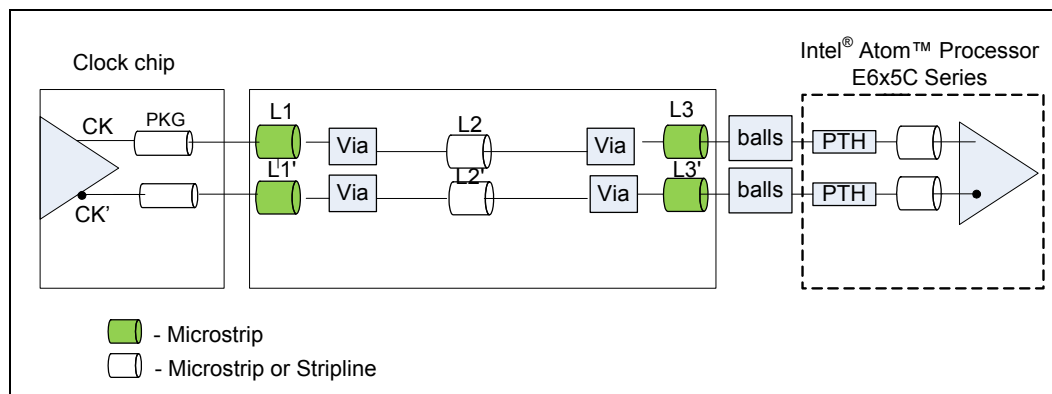 Intel® Atom™ Processor
E6x5C Series
Clock chip
CK
PKG
L1
Via
L2
Via
L3
balls
PTH
CK'
L1'
Via
L2'
Via
L3'
balls
PTH
- Microstrip
- Microstrip or Stripline